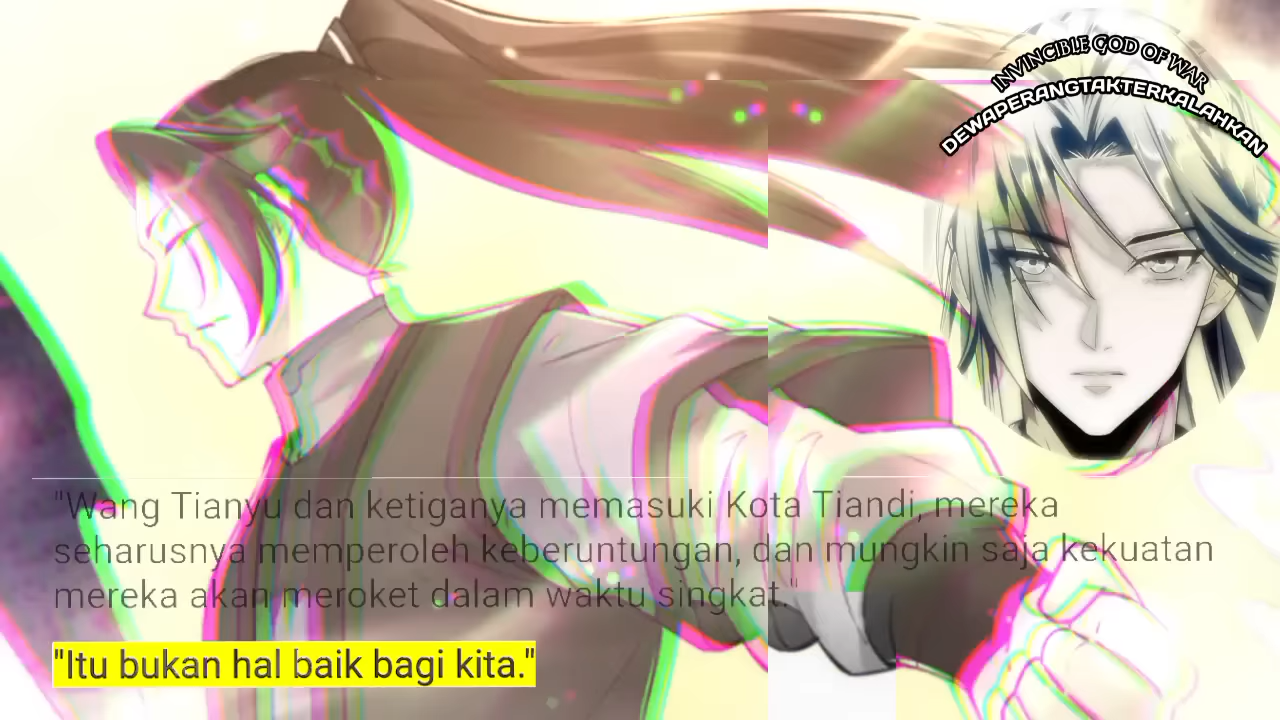 INVINCIBLE GOD OF WAR
DEWAPERANGTAKTERKALAHKAN
"Wang Tianyu dan ketiganya memasuki Kota Tiandi, mereka
seharusnya memperoleh keberuntungan, dan mungkin saja kekuatan
mereka akan meroket dalam waktu singkat."
"Itu bukan hal baik bagi kita."